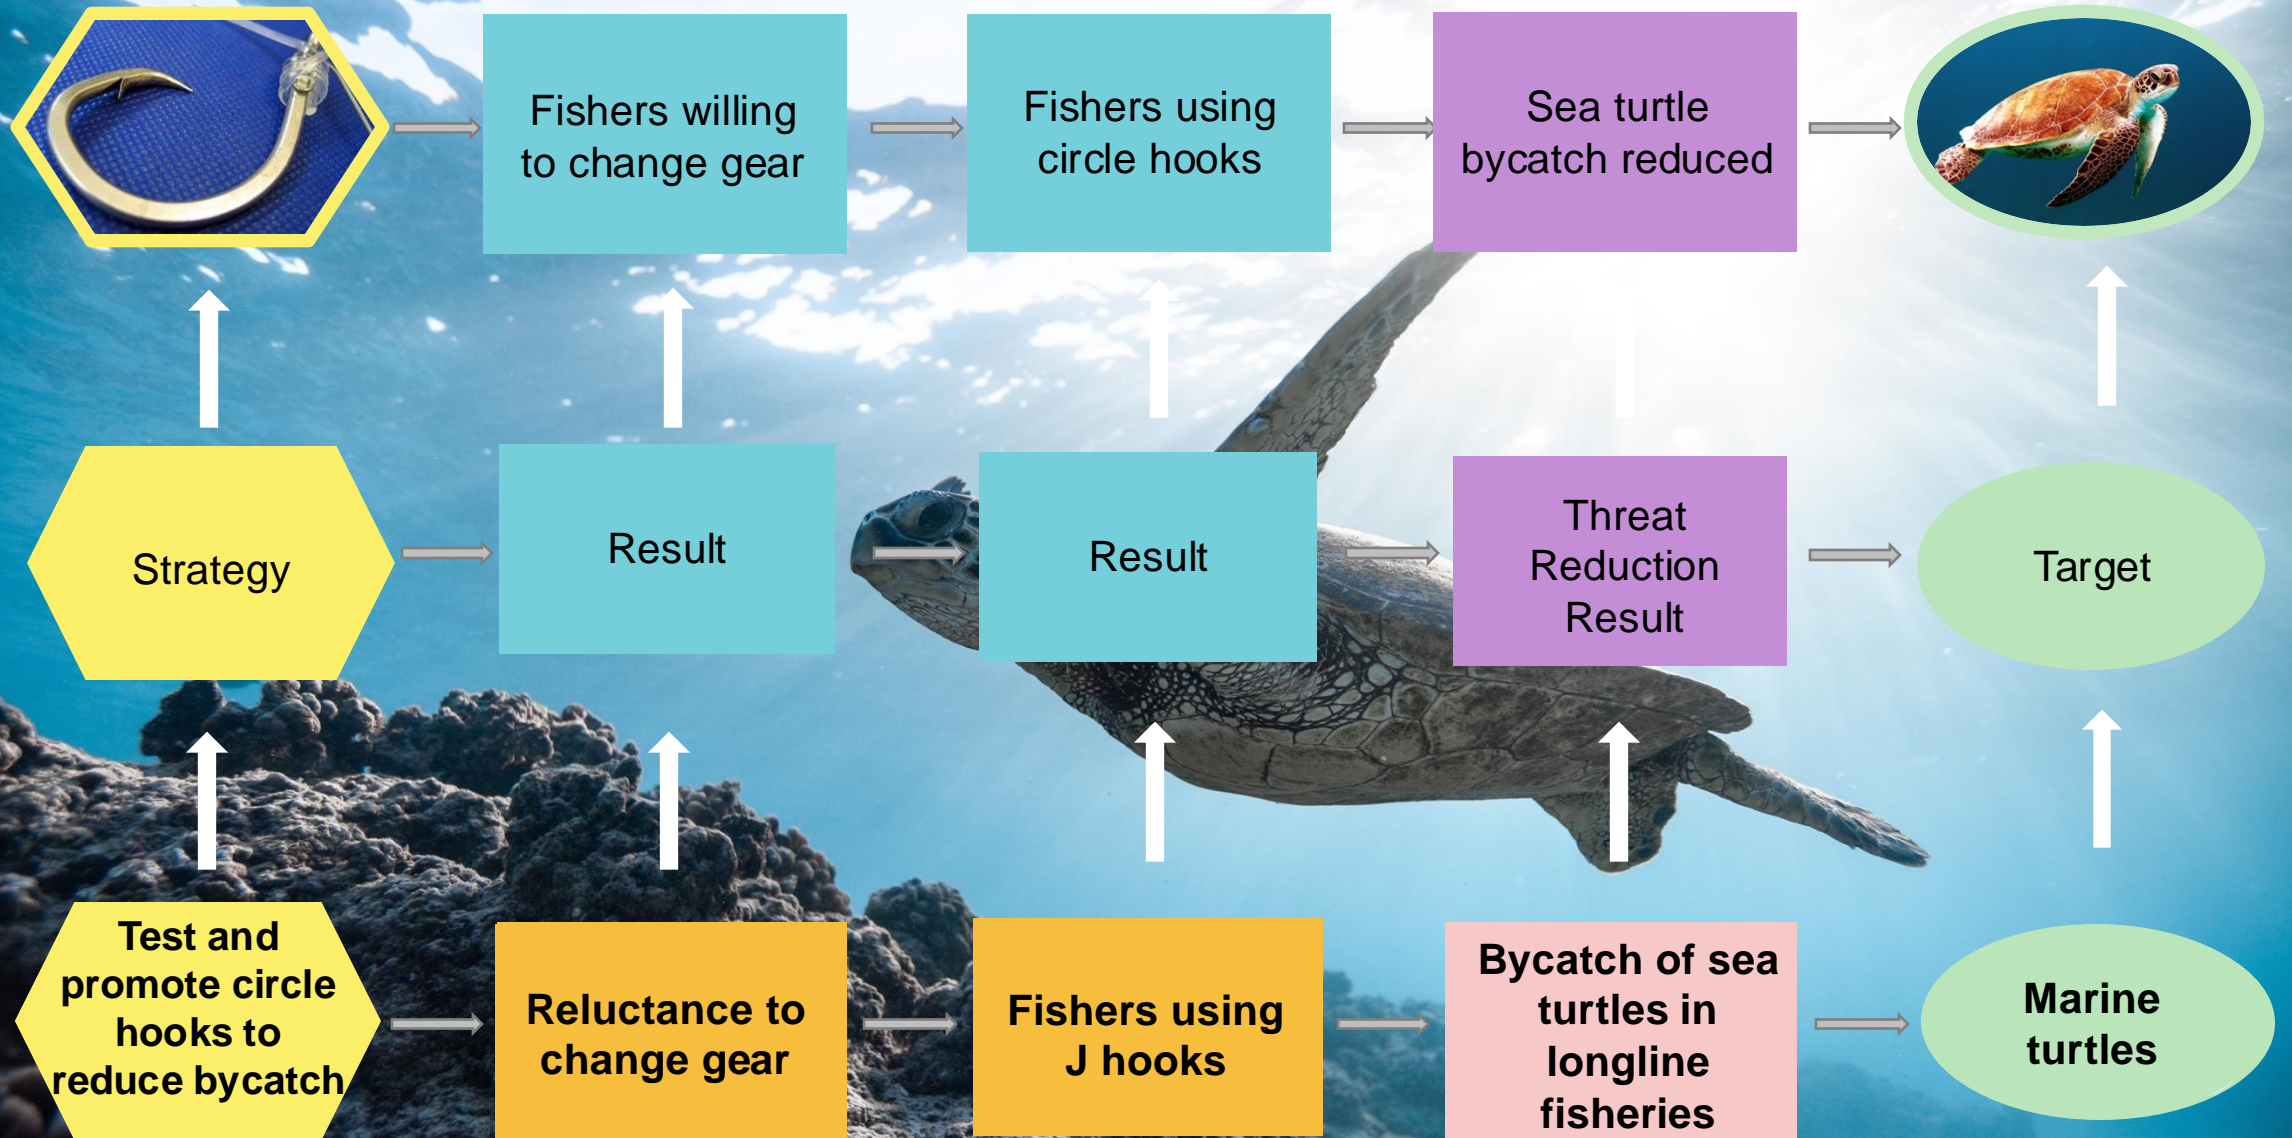 Fishers willing
to change gear
Fishers using
circle hooks
Sea turtle
bycatch reduced
Strategy
Result
Result
Threat
Reduction
Result
Target
Test and
promote circle
hooks to
reduce bycatch
Reluctance to
change gear
Fishers using
J hooks
Bycatch of sea
turtles in
longline
fisheries
Marine
turtles